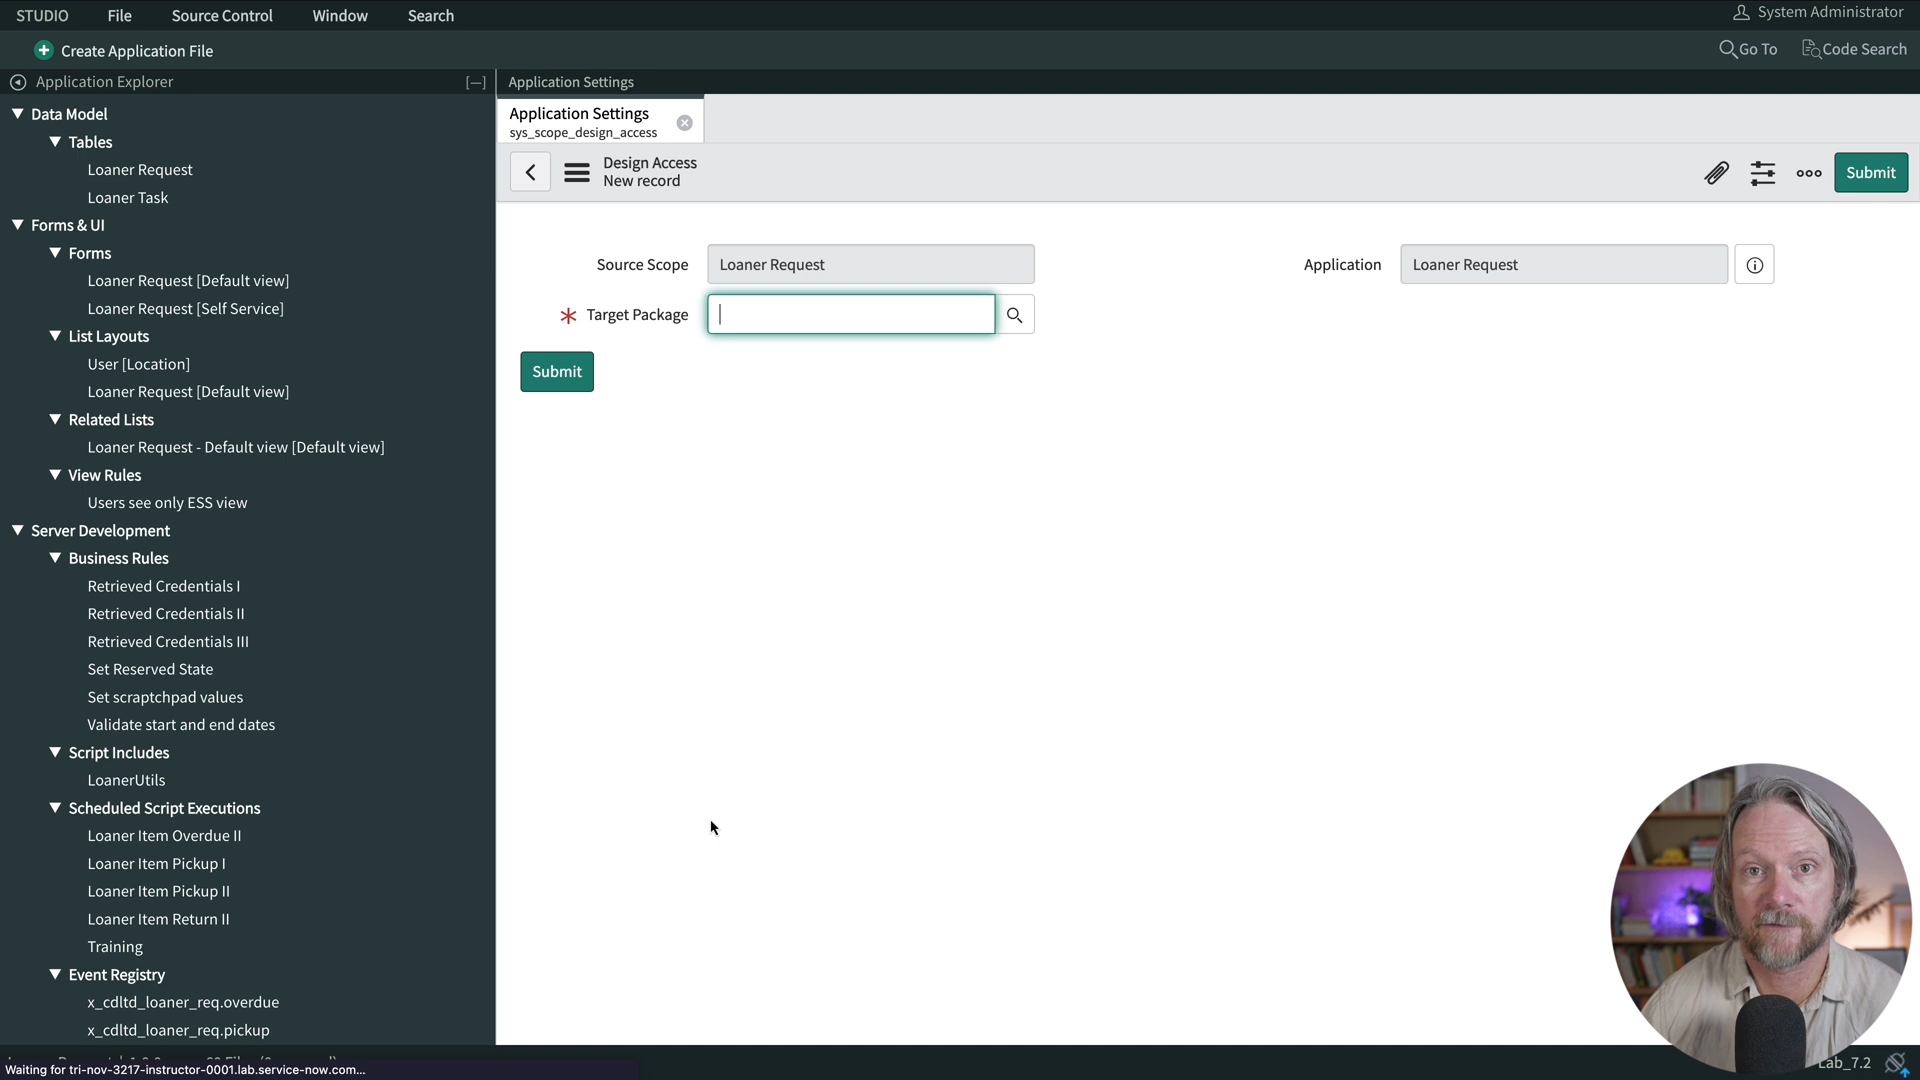 STUDIO File Source Control Window Search
System Administrator
Create Application File
Go To Code Search
Application Explorer [—]
Application Settings
Data Model
Tables
Loaner Request
Loaner Task
Forms & UI
Forms
Loaner Request [Default view]
Loaner Request [Self Service]
List Layouts
User [Location]
Loaner Request [Default view]
Related Lists
Loaner Request - Default view [Default view]
View Rules
Users see only ESS view
Server Development
Business Rules
Retrieved Credentials I
Retrieved Credentials II
Retrieved Credentials III
Set Reserved State
Set scraptchpad values
Validate start and end dates
Script Includes
LoanerUtils
Scheduled Script Executions
Loaner Item Overdue II
Loaner Item Pickup I
Loaner Item Pickup II
Loaner Item Return II
Training
Event Registry
x_cdltd_loaner_req.overdue
x_cdltd_loaner_req.pickup
Application Settings
sys_scope_design_access
Design Access
New record
Submit
Source Scope Loaner Request
Application Loaner Request
Target Package
Submit
Waiting for tri-nov-3217-instructor-0001.lab.service-now.com...
Lab_7.2